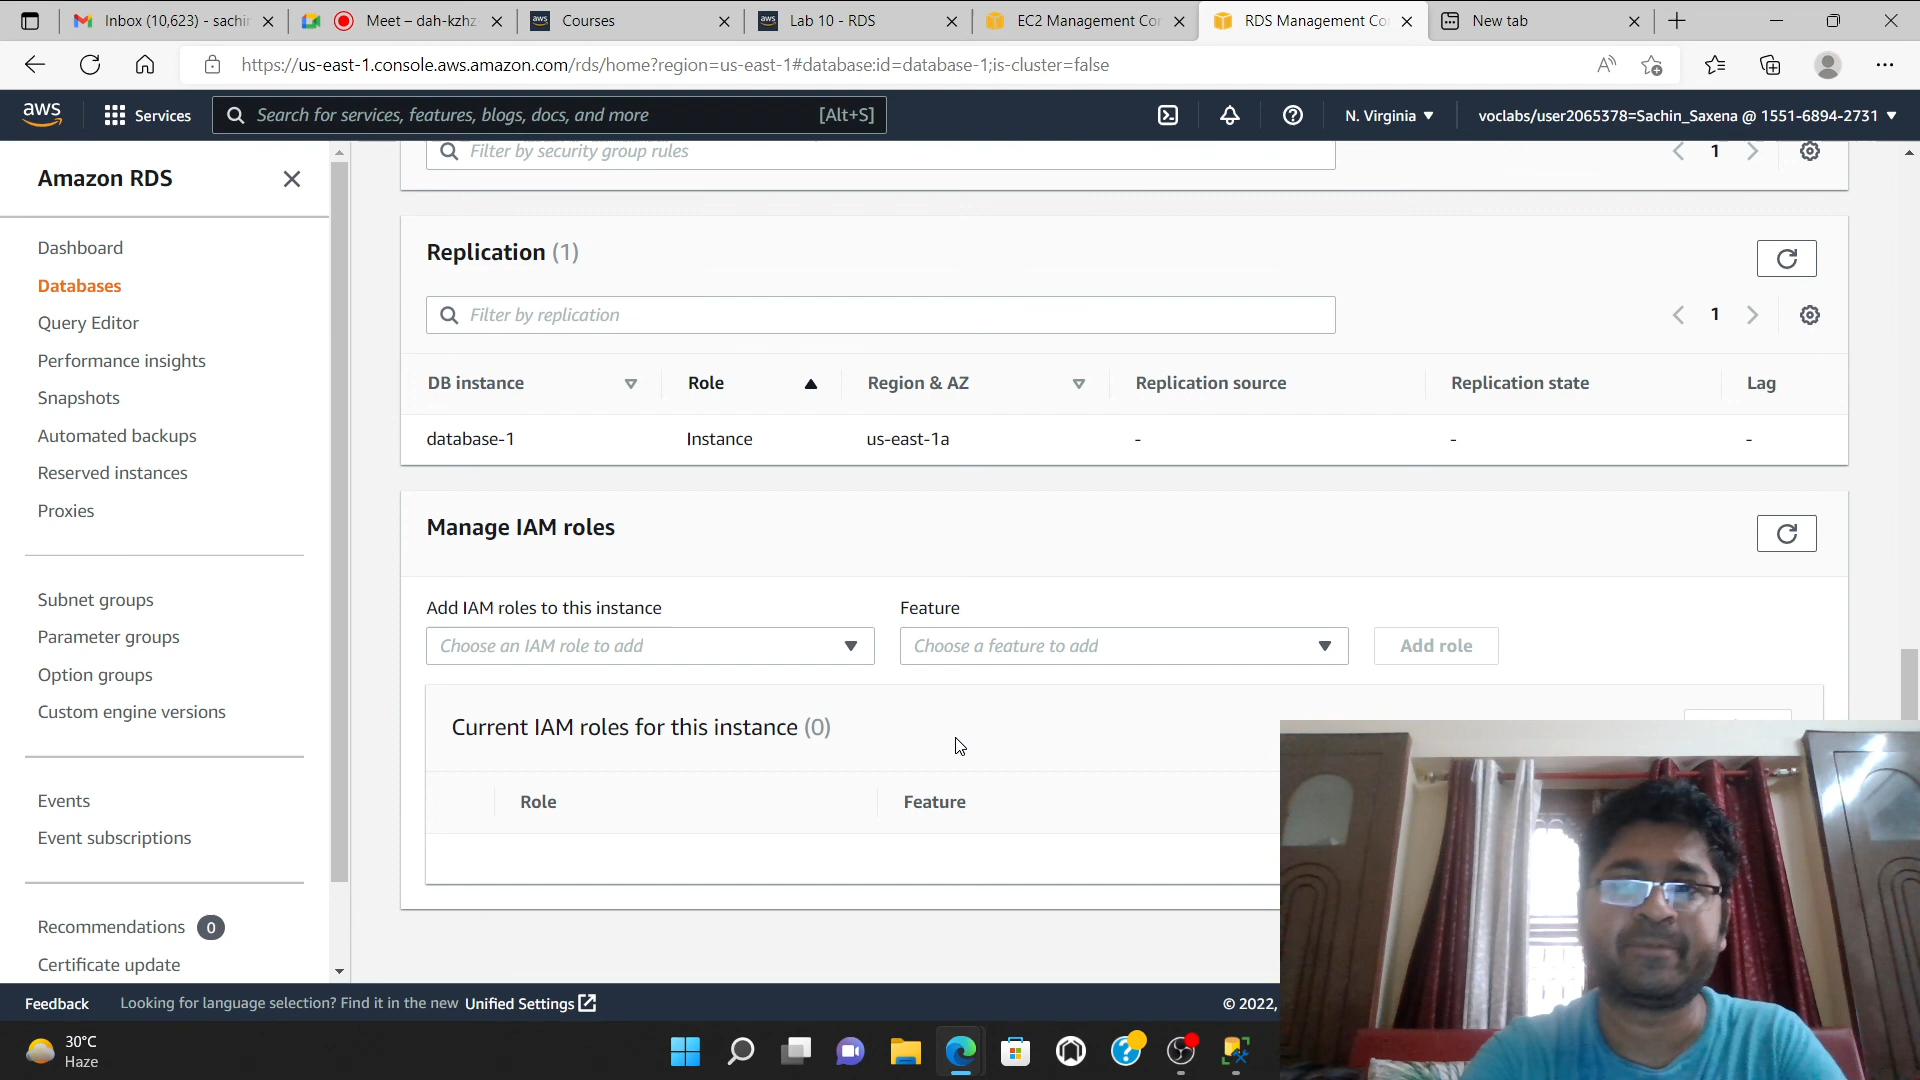 Inbox (10,623) - sachi
Meet – dah-kzhz
Courses
Lab 10 - RDS
EC2 Management Co
RDS Management Co
New tab
https://us-east-1.console.aws.amazon.com/rds/home?region=us-east-1#database:id=database-1;is-cluster=false
aws
Services
Search for services, features, blogs, docs, and more
[Alt+S]
N. Virginia
voclabs/user2065378=Sachin_Saxena @ 1551-6894-2731
Amazon RDS
Dashboard
Databases
Query Editor
Performance insights
Snapshots
Automated backups
Reserved instances
Proxies
Subnet groups
Parameter groups
Option groups
Custom engine versions
Events
Event subscriptions
Recommendations 0
Certificate update
Filter by security group rules
1
Replication (1)
Filter by replication
1
DB instance Role Region & AZ Replication source Replication state Lag
database-1 Instance us-east-1a - - -
Manage IAM roles
Add IAM roles to this instance
Feature
Choose an IAM role to add
Choose a feature to add
Add role
Current IAM roles for this instance (0)
Role Feature
Feedback
Looking for language selection? Find it in the new Unified Settings
© 2022,
30°C
Haze